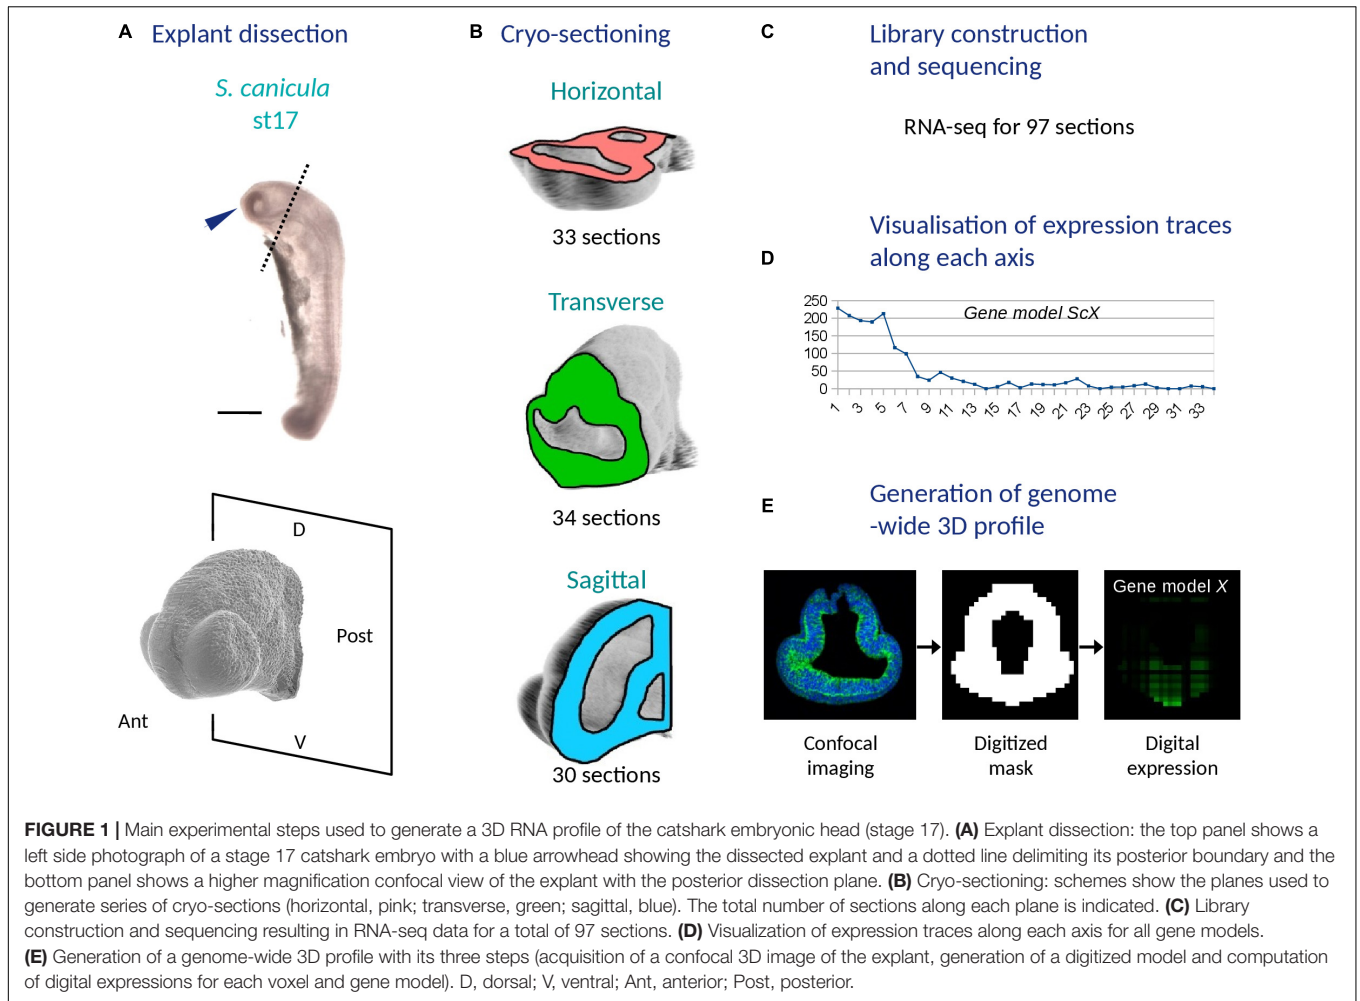 A Explant dissection
S. canicula
st17
D
Post
Ant
V
B Cryo-sectioning
Horizontal
33 sections
Transverse
34 sections
Sagittal
30 sections
C Library construction
and sequencing
RNA-seq for 97 sections
Visualisation of expression traces
D along each axis
Gene model ScX
250
200
150
100
50
0
1 3 5 7 9 11 13 15 17 19 21 23 25 27 29 31 33
E Generation of genome
-wide 3D profile
Gene model X
Confocal
imaging
Digitized
mask
Digital
expression
FIGURE 1 | Main experimental steps used to generate a 3D RNA profile of the catshark embryonic head (stage 17). (A) Explant dissection: the top panel shows a
left side photograph of a stage 17 catshark embryo with a blue arrowhead showing the dissected explant and a dotted line delimiting its posterior boundary and the
bottom panel shows a higher magnification confocal view of the explant with the posterior dissection plane. (B) Cryo-sectioning: schemes show the planes used to
generate series of cryo-sections (horizontal, pink; transverse, green; sagittal, blue). The total number of sections along each plane is indicated. (C) Library
construction and sequencing resulting in RNA-seq data for a total of 97 sections. (D) Visualization of expression traces along each axis for all gene models.
(E) Generation of a genome-wide 3D profile with its three steps (acquisition of a confocal 3D image of the explant, generation of a digitized model and computation
of digital expressions for each voxel and gene model). D, dorsal; V, ventral; Ant, anterior; Post, posterior.